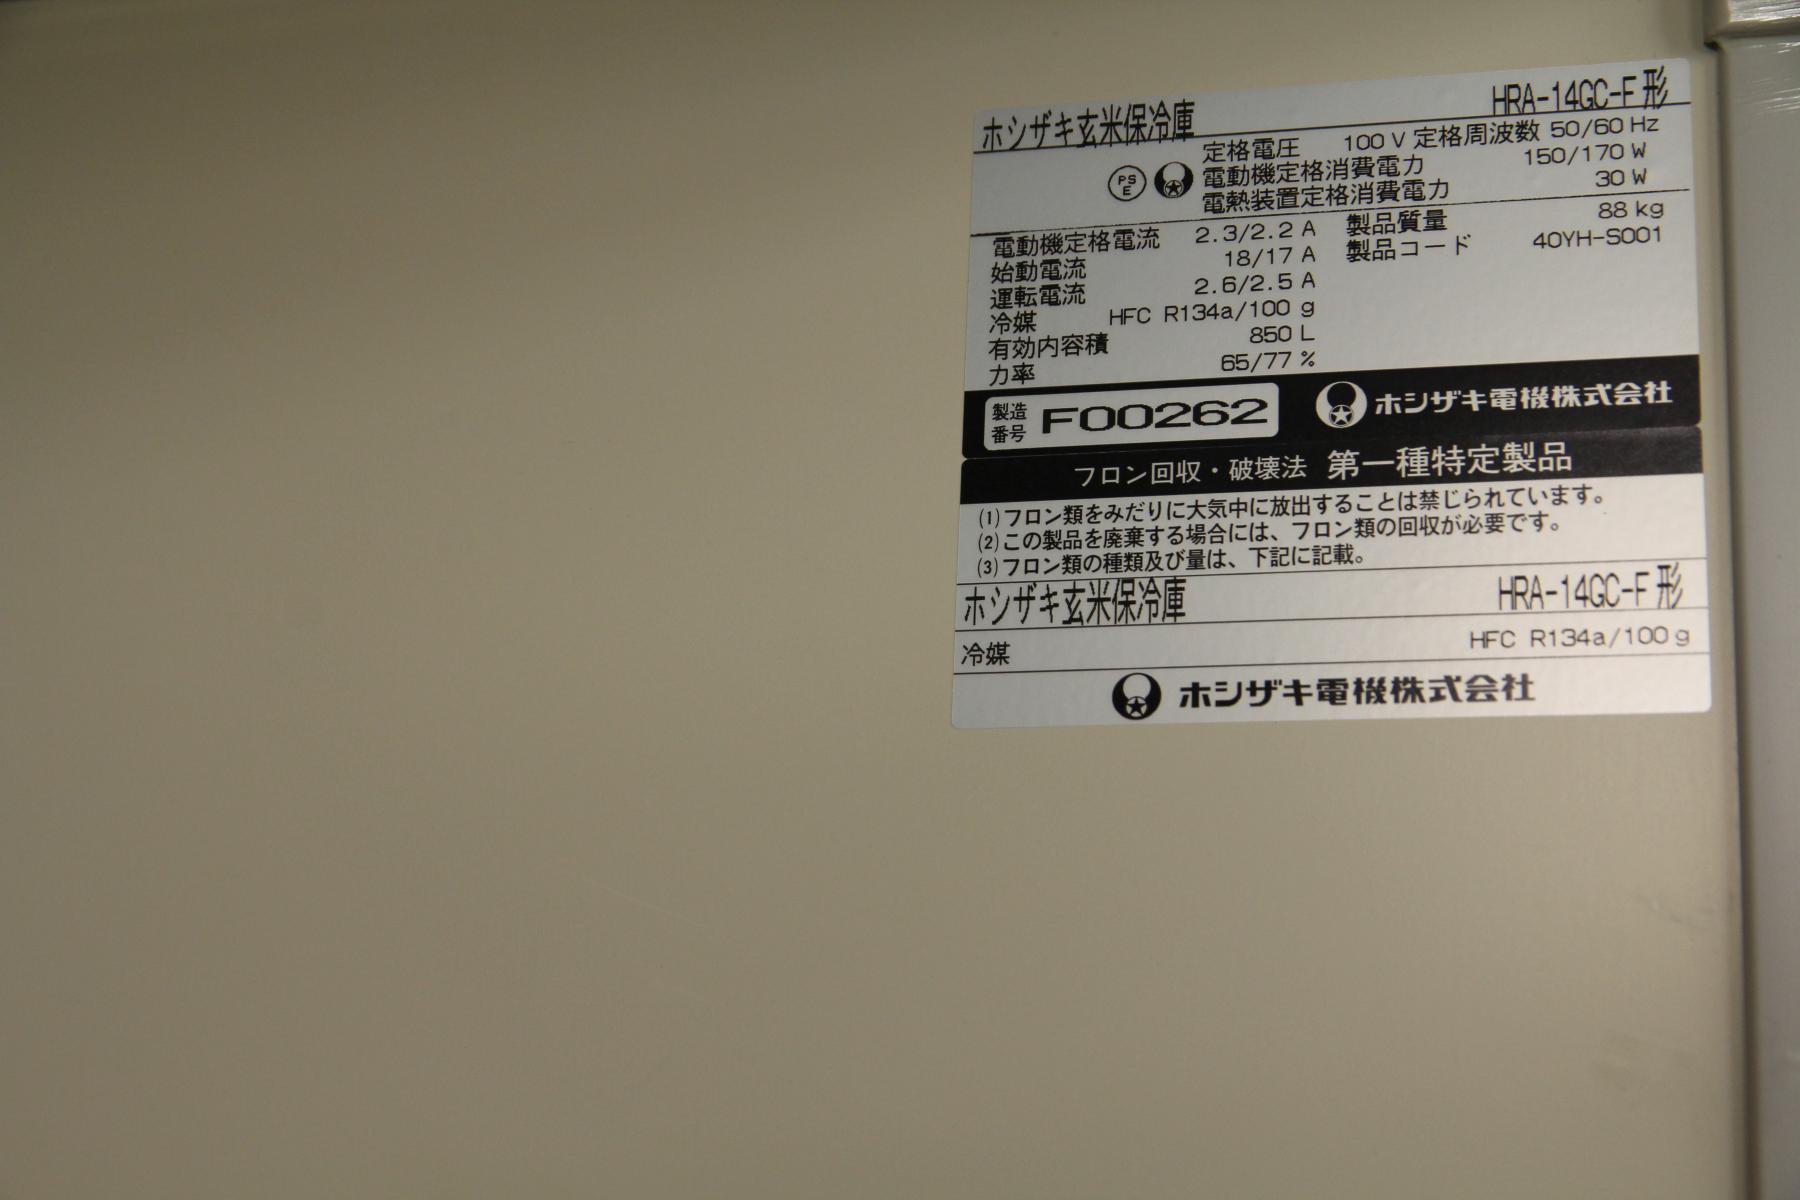 ホシザキ玄米保冷庫 HRA-14GC-F 形
定格電圧 100 V 定格周波数 50/60 Hz
PS E 電動機定格消費電力 150/170 W
電熱装置定格消費電力 30 W
電動機定格電流 2.3/2.2 A 製品質量 88 kg
始動電流 18/17 A 製品コード 40YH-S001
運転電流 2.6/2.5 A
冷媒 HFC R134a/100 g
有効内容積 850 L
力率 65/77 %
製造番号 F00262 ホシザキ電機株式会社
フロン回収・破壊法 第一種特定製品
(1)フロン類をみだりに大気中に放出することは禁じられています。
(2)この製品を廃棄する場合には、フロン類の回収が必要です。
(3)フロン類の種類及び量は、下記に記載。
ホシザキ玄米保冷庫 HRA-14GC-F 形
冷媒 HFC R134a/100 g
ホシザキ電機株式会社